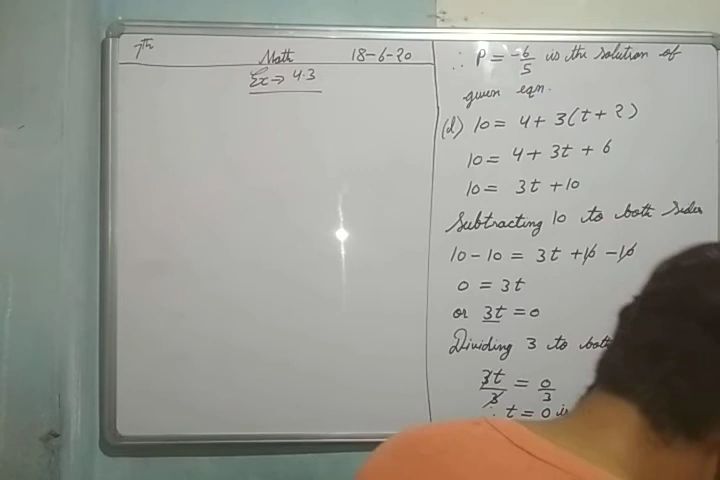 7th Math 18-6-20
Ex → 4.3
∴ P = -6/5 is the solution of
given eqn.
(d) 10 = 4 + 3(t + 2)
10 = 4 + 3t + 6
10 = 3t + 10
Subtracting 10 to both sides
10 - 10 = 3t + 10 - 10
0 = 3t
or 3t = 0
Dividing 3 to both
3t/3 = 0/3
∴ t = 0 is